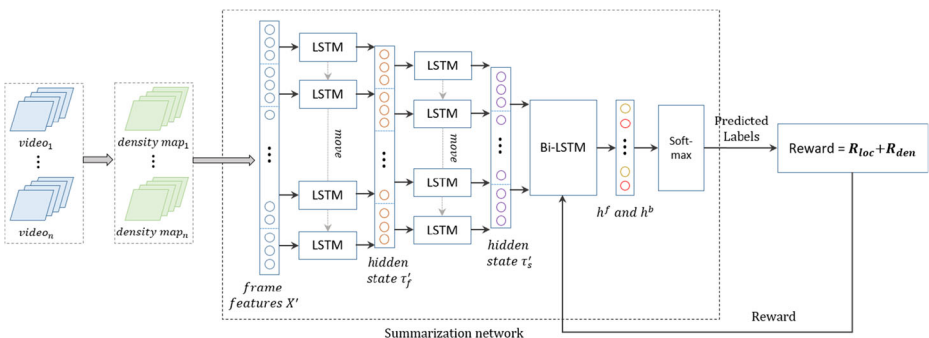 video₁
...
videoₙ
density map₁
...
density mapₙ
frame
features X'
LSTM
LSTM
move
LSTM
LSTM
hidden
state τ'f
LSTM
LSTM
move
LSTM
LSTM
hidden
state τ's
Bi-LSTM
hᶠ and hᵇ
Soft-
max
Predicted
Labels
Reward = Rₗₒc+Rden
Reward
Summarization network